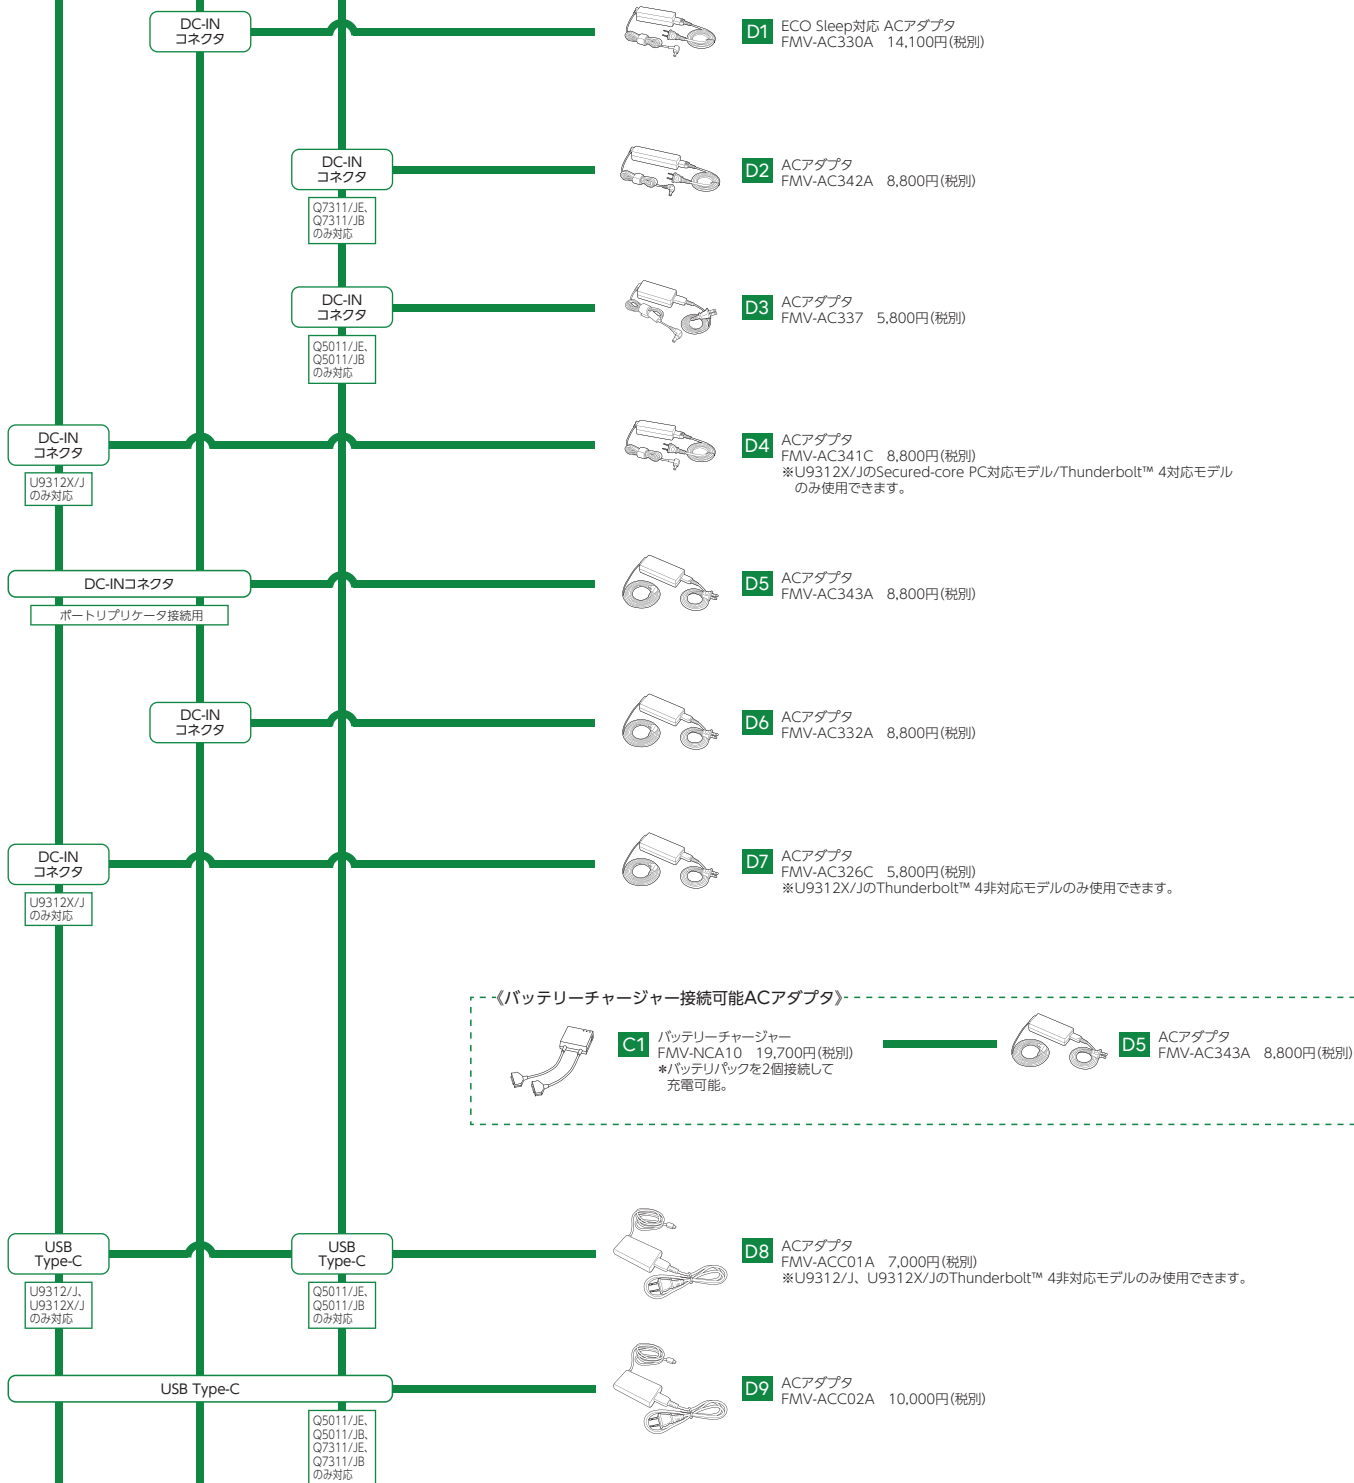 DC-IN
コネクタ
D1
ECO Sleep対応 ACアダプタ
FMV-AC330A 14,100円(税別)
DC-IN
コネクタ
Q7311/JE、
Q7311/JB
のみ対応
D2
ACアダプタ
FMV-AC342A 8,800円(税別)
DC-IN
コネクタ
Q5011/JE、
Q5011/JB
のみ対応
D3
ACアダプタ
FMV-AC337 5,800円(税別)
DC-IN
コネクタ
U9312X/J
のみ対応
D4
ACアダプタ
FMV-AC341C 8,800円(税別)
※U9312X/JのSecured-core PC対応モデル/Thunderbolt™ 4対応モデル
のみ使用できます。
DC-INコネクタ
ポートリプリケータ接続用
D5
ACアダプタ
FMV-AC343A 8,800円(税別)
DC-IN
コネクタ
D6
ACアダプタ
FMV-AC332A 8,800円(税別)
DC-IN
コネクタ
U9312X/J
のみ対応
D7
ACアダプタ
FMV-AC326C 5,800円(税別)
※U9312X/JのThunderbolt™ 4非対応モデルのみ使用できます。
《バッテリーチャージャー接続可能ACアダプタ》
C1
バッテリーチャージャー
FMV-NCA10 19,700円(税別)
*バッテリパックを2個接続して
充電可能。
D5
ACアダプタ
FMV-AC343A 8,800円(税別)
USB
Type-C
U9312/J、
U9312X/J
のみ対応
USB
Type-C
Q5011/JE、
Q5011/JB
のみ対応
D8
ACアダプタ
FMV-ACC01A 7,000円(税別)
※U9312/J、U9312X/JのThunderbolt™ 4非対応モデルのみ使用できます。
USB Type-C
Q5011/JE、
Q5011/JB、
Q7311/JE、
Q7311/JB
のみ対応
D9
ACアダプタ
FMV-ACC02A 10,000円(税別)